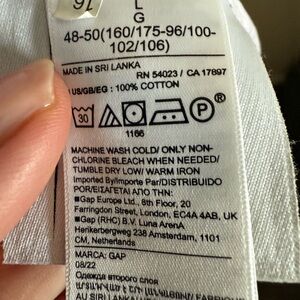 91
L
G
48-50(160/175-96/100-
102/106)
MADE IN SRI LANKA
RN 54023 / CA 17897
US/GB/EG : 100% COTTON
30
P
1166
MACHINE WASH COLD/ ONLY NON-
CHLORINE BLEACH WHEN NEEDED/
TUMBLE DRY LOW/ WARM IRON
Imported By/Importe Par/DISTRIBUIDO
POR/ΕΙΣΑΓΕΤΑΙ ΑΠΟ ΤΗΝ:
■Gap Europe Ltd., 8th Floor, 20
Farringdon Street, London, EC4A 4AB, UK
■Gap (RHC) B.V. Luna ArenA
Herikerbergweg 238 Amsterdam, 1101
CM, Netherlands
MARCA: GAP
08/22
Одежда второго слоя